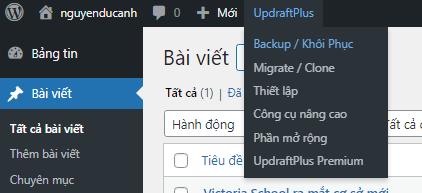 nguyenducanh 0 + Mới UpdraftPlus
Bảng tin
Bài viết
Tất cả bài viết
Thêm bài viết
Chuyên mục
Bài viết
Tất cả (1) | Đã
Hành động
Tiêu đề
Victoria School ra mắt cơ sở mới
Backup / Khôi Phục
Migrate / Clone
Thiết lập
Công cụ nâng cao
Phần mở rộng
UpdraftPlus Premium